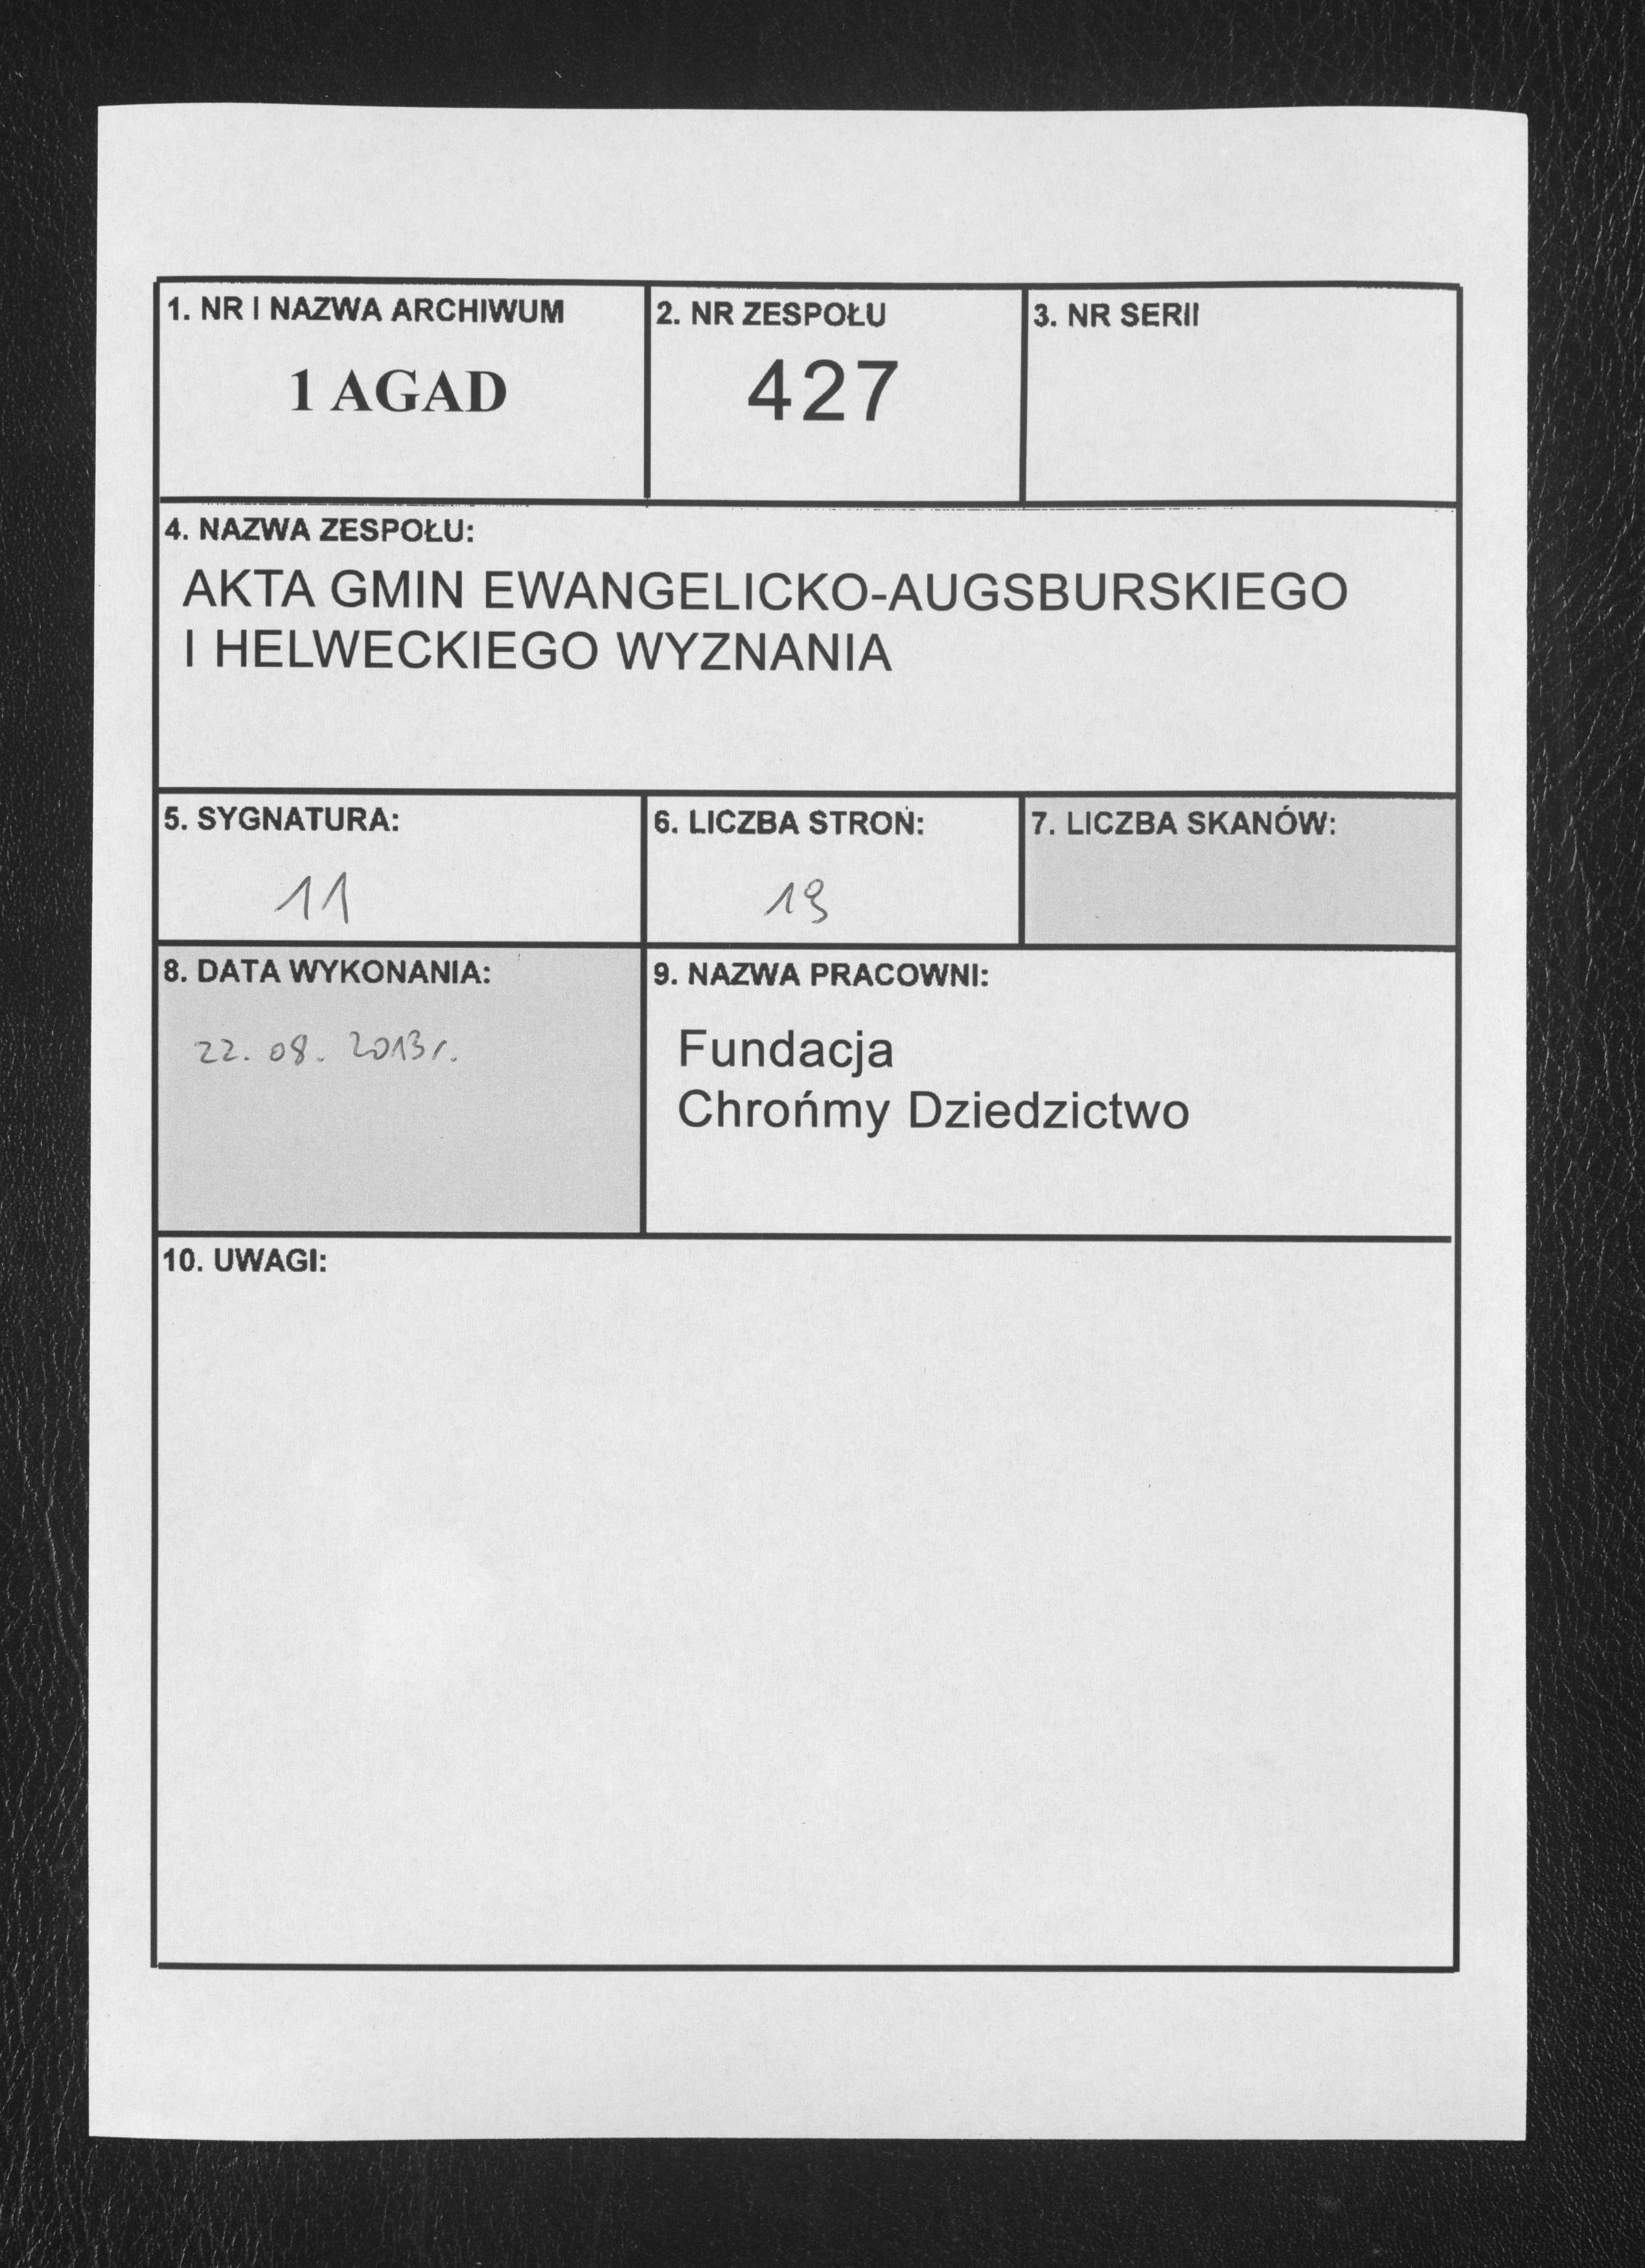 1. NR I NAZWA ARCHIWUM
1 AGAD
2. NR ZESPOŁU
427
3. NR SERII
4. NAZWA ZESPOŁU:
AKTA GMIN EWANGELICKO-AUGSBURSKIEGO
I HELWECKIEGO WYZNANIA
5. SYGNATURA:
11
6. LICZBA STRON:
19
7. LICZBA SKANÓW:
8. DATA WYKONANIA:
22. 08. 2013 r.
9. NAZWA PRACOWNI:
Fundacja
Chrońmy Dziedzictwo
10. UWAGI: